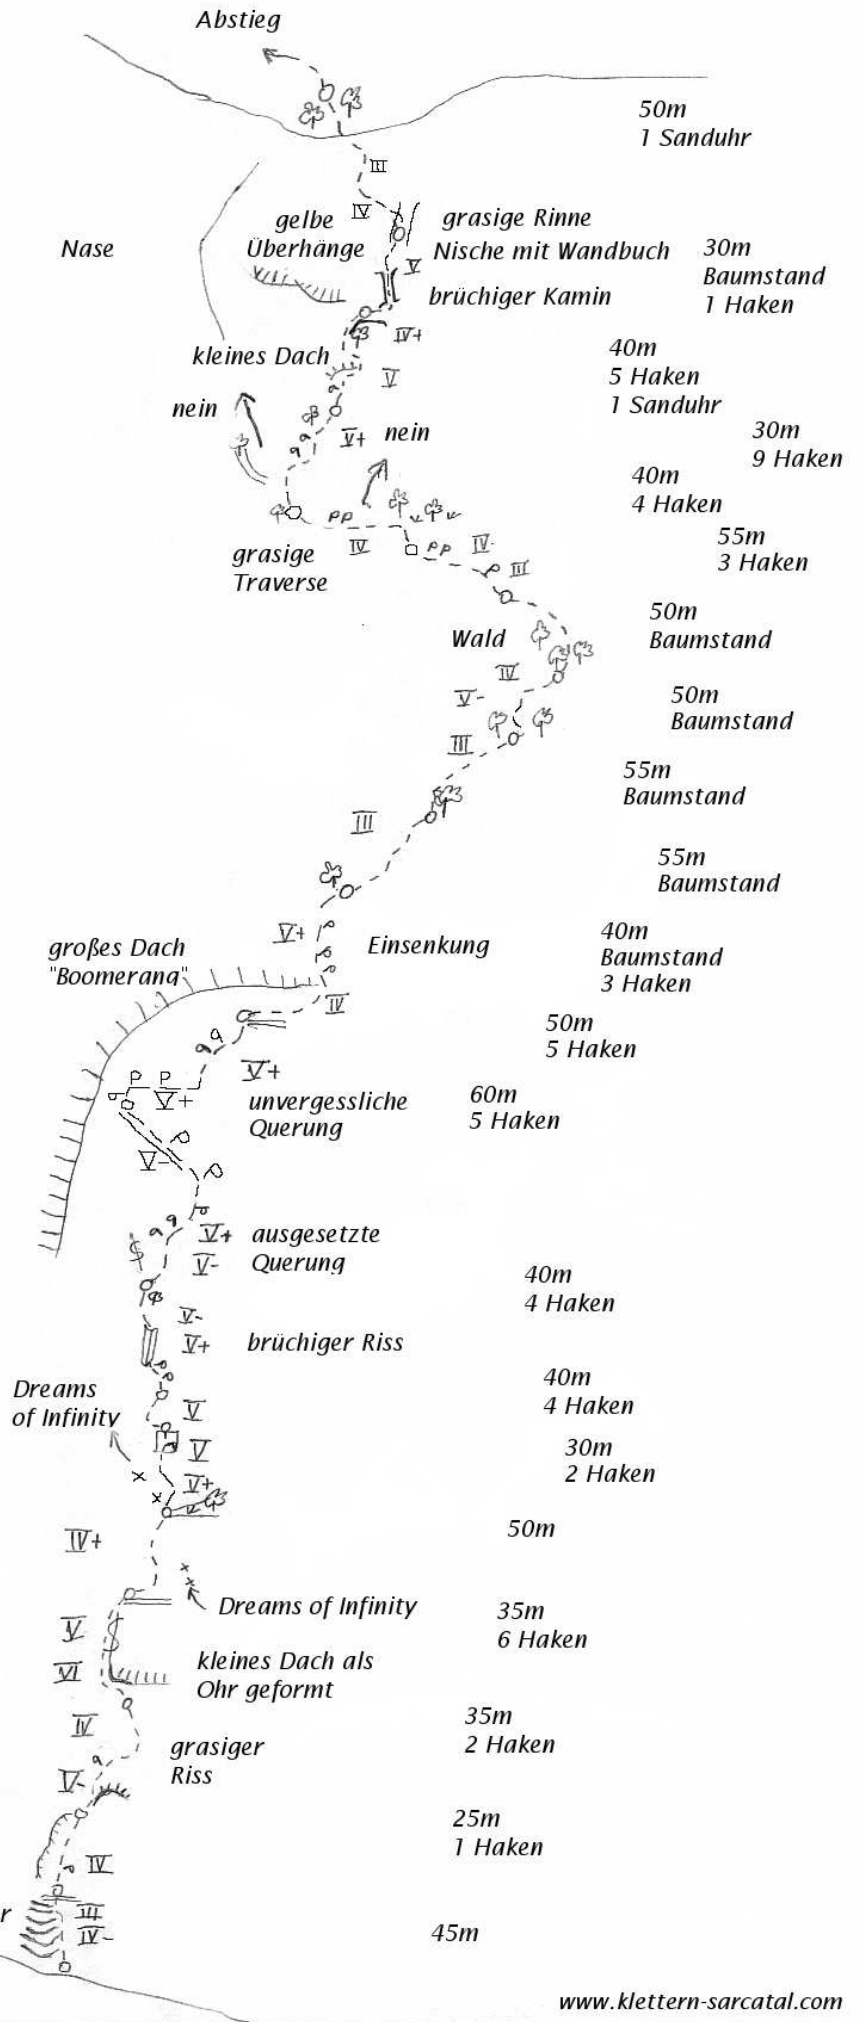 Abstieg
50m
1 Sanduhr
III
IV
gelbe
Überhänge
grasige Rinne
Nase
Nische mit Wandbuch
30m
Baumstand
1 Haken
V
brüchiger Kamin
IV+
kleines Dach
40m
5 Haken
1 Sanduhr
V
nein
V+
nein
30m
9 Haken
40m
4 Haken
IV
IV-
55m
3 Haken
grasige
Traverse
III
Wald
50m
Baumstand
IV
V-
50m
Baumstand
III
55m
Baumstand
III
55m
Baumstand
V+
Einsenkung
40m
Baumstand
3 Haken
großes Dach
"Boomerang"
IV
50m
5 Haken
V+
V+
unvergessliche
Querung
60m
5 Haken
V-
V+
ausgesetzte
Querung
V-
40m
4 Haken
V-
V+
brüchiger Riss
40m
4 Haken
Dreams
of Infinity
V
V
30m
2 Haken
V+
IV+
50m
Dreams of Infinity
35m
6 Haken
V
VI
kleines Dach als
Ohr geformt
35m
2 Haken
IV
grasiger
Riss
V-
25m
1 Haken
IV
r
III
IV-
45m
www.klettern-sarcatal.com